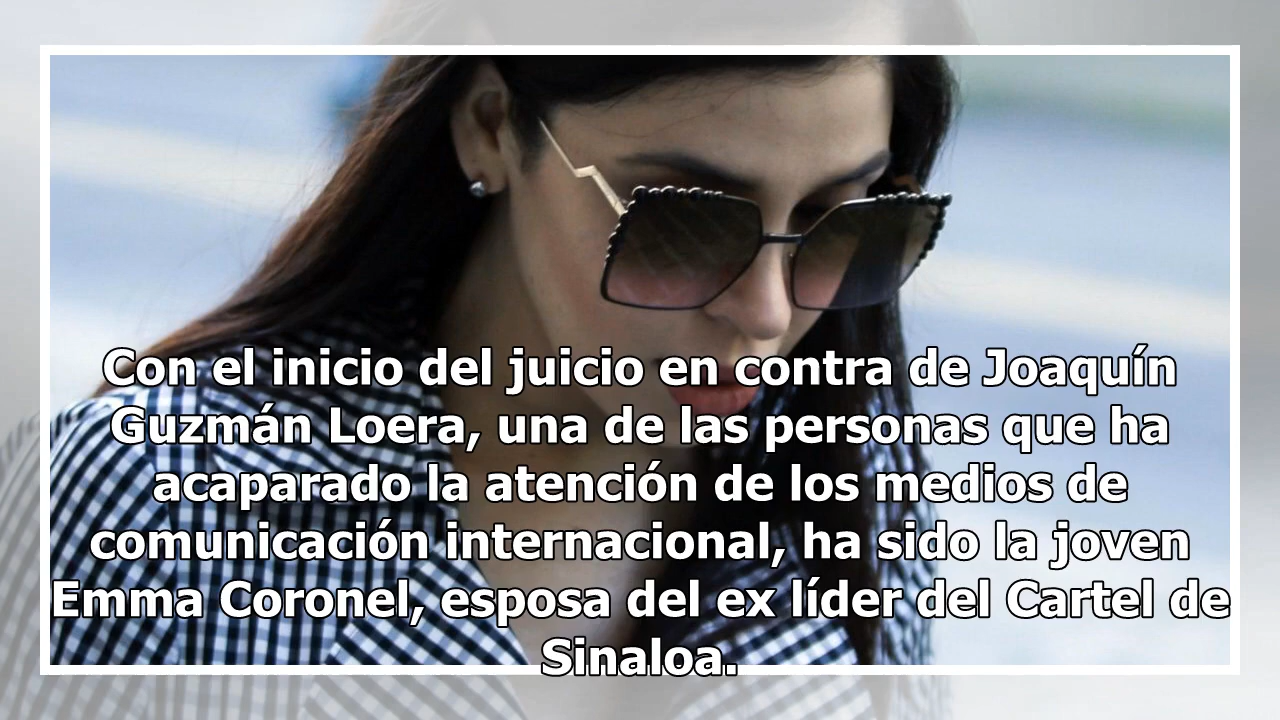 Con el inicio del juicio en contra de Joaquín
Guzmán Loera, una de las personas que ha
acaparado la atención de los medios de
comunicación internacional, ha sido la joven
Emma Coronel, esposa del ex líder del Cartel de
Sinaloa.